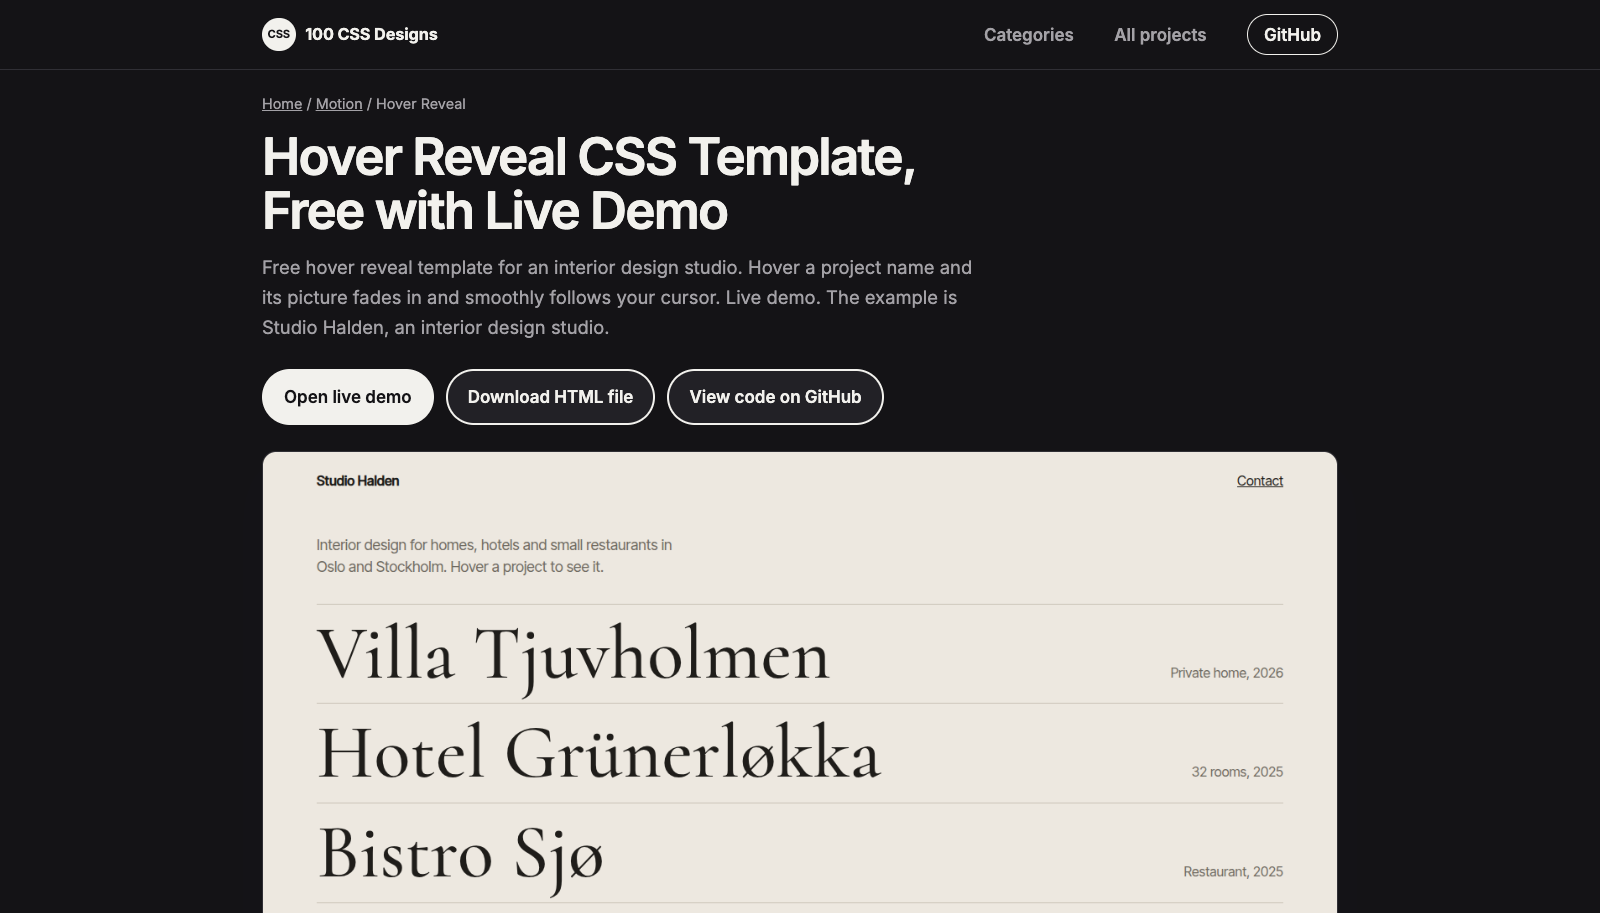 CSS 100 CSS Designs
Categories
All projects
GitHub
Home / Motion / Hover Reveal
Hover Reveal CSS Template,
Free with Live Demo
Free hover reveal template for an interior design studio. Hover a project name and
its picture fades in and smoothly follows your cursor. Live demo. The example is
Studio Halden, an interior design studio.
Open live demo
Download HTML file
View code on GitHub
Studio Halden
Contact
Interior design for homes, hotels and small restaurants in
Oslo and Stockholm. Hover a project to see it.
Villa Tjuvholmen
Private home, 2026
Hotel Grünerløkka
32 rooms, 2025
Bistro Sjø
Restaurant, 2025